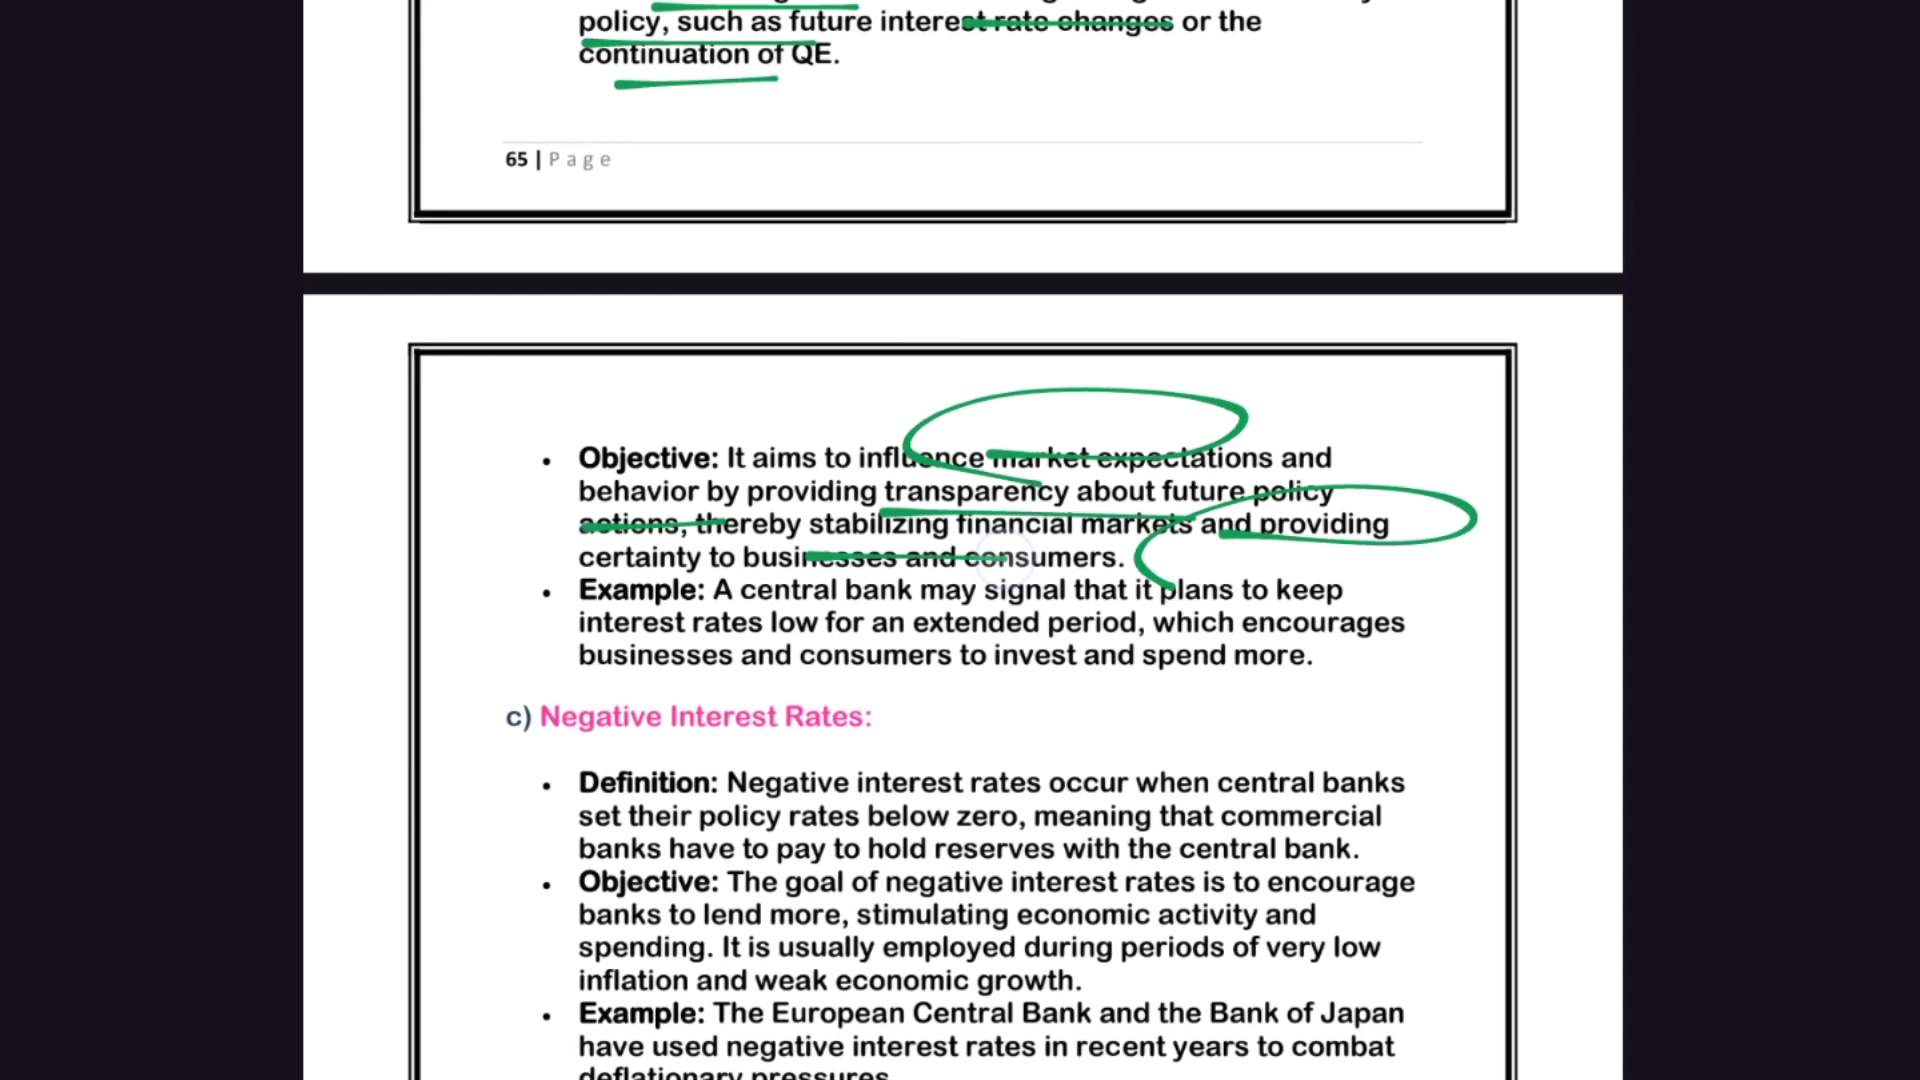 policy, such as future interest rate changes or the
continuation of QE.
65 | Page
• Objective: It aims to influence market expectations and
behavior by providing transparency about future policy
actions, thereby stabilizing financial markets and providing
certainty to businesses and consumers.
• Example: A central bank may signal that it plans to keep
interest rates low for an extended period, which encourages
businesses and consumers to invest and spend more.
c) Negative Interest Rates:
• Definition: Negative interest rates occur when central banks
set their policy rates below zero, meaning that commercial
banks have to pay to hold reserves with the central bank.
• Objective: The goal of negative interest rates is to encourage
banks to lend more, stimulating economic activity and
spending. It is usually employed during periods of very low
inflation and weak economic growth.
• Example: The European Central Bank and the Bank of Japan
have used negative interest rates in recent years to combat
deflationary pressures.